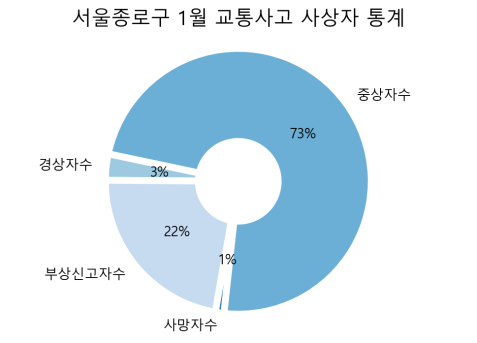 서울종로구 1월 교통사고 사상자 통계
중상자수
73%
경상자수
3%
22%
부상신고자수
1%
사망자수